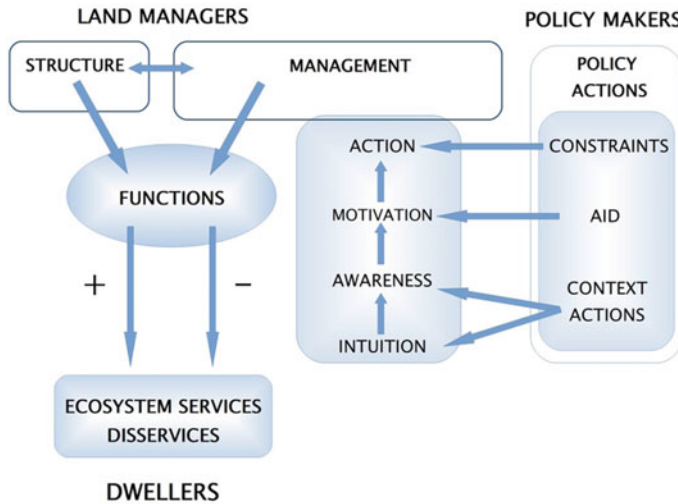 LAND MANAGERS
POLICY MAKERS
STRUCTURE
MANAGEMENT
POLICY
ACTIONS
ACTION
CONSTRAINTS
FUNCTIONS
MOTIVATION
AID
+
−
AWARENESS
CONTEXT
ACTIONS
INTUITION
ECOSYSTEM SERVICES
DISSERVICES
DWELLERS